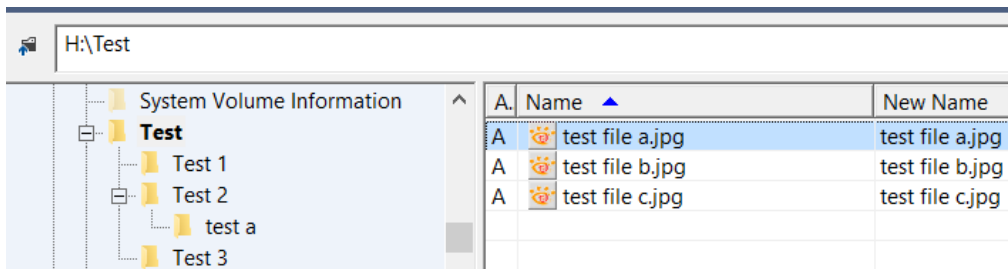 H:\Test
System Volume Information
Test
Test 1
Test 2
test a
Test 3
A. Name New Name
A test file a.jpg test file a.jpg
A test file b.jpg test file b.jpg
A test file c.jpg test file c.jpg